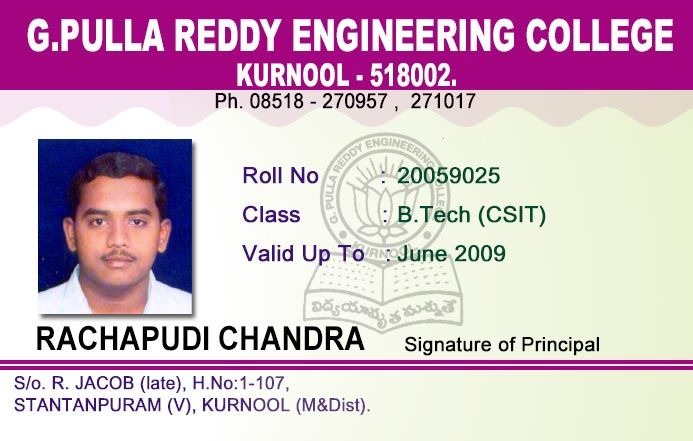 G.PULLA REDDY ENGINEERING COLLEGE
KURNOOL - 518002.
Ph. 08518 - 270957 , 271017
G. PULLA REDDY ENGINEERING COLLEGE
KURNOOL
Roll No : 20059025
Class : B.Tech (CSIT)
Valid Up To : June 2009
విద్యయామృతమశ్నుతే
RACHAPUDI CHANDRA
Signature of Principal
S/o. R. JACOB (late), H.No:1-107,
STANTANPURAM (V), KURNOOL (M&Dist).